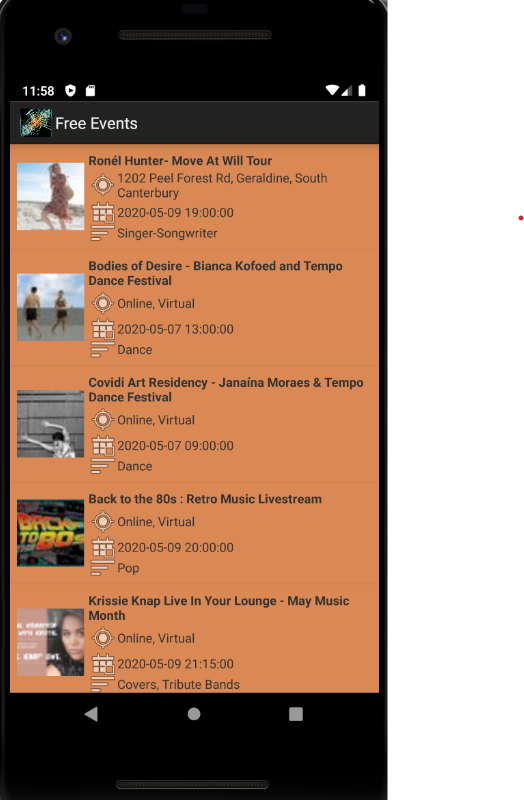 11:58
Free Events
Ronél Hunter- Move At Will Tour
1202 Peel Forest Rd, Geraldine, South
Canterbury
2020-05-09 19:00:00
Singer-Songwriter
Bodies of Desire - Bianca Kofoed and Tempo
Dance Festival
Online, Virtual
2020-05-07 13:00:00
Dance
Covidi Art Residency - Janaína Moraes & Tempo
Dance Festival
Online, Virtual
2020-05-07 09:00:00
Dance
Back to the 80s : Retro Music Livestream
BACK
TO 80s
Online, Virtual
2020-05-09 20:00:00
Pop
Krissie Knap Live In Your Lounge - May Music
Month
Online, Virtual
2020-05-09 21:15:00
Covers, Tribute Bands